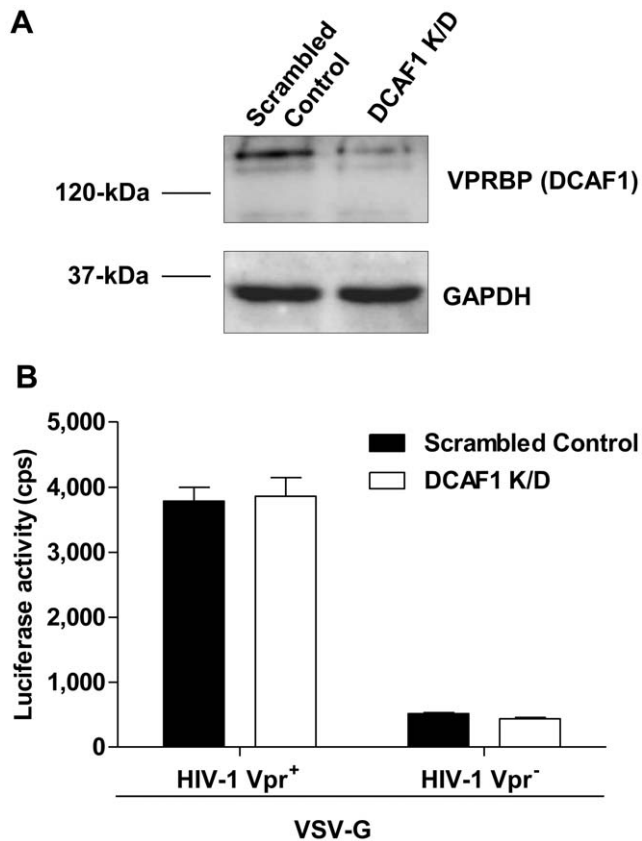 A
Scrambled
Control
DCAF1 K/D
120-kDa
VPRBP (DCAF1)
37-kDa
GAPDH
B
Luciferase activity (cps)
5,000
4,000
3,000
2,000
1,000
0
Scrambled Control
DCAF1 K/D
HIV-1 Vpr⁺
HIV-1 Vpr⁻
VSV-G